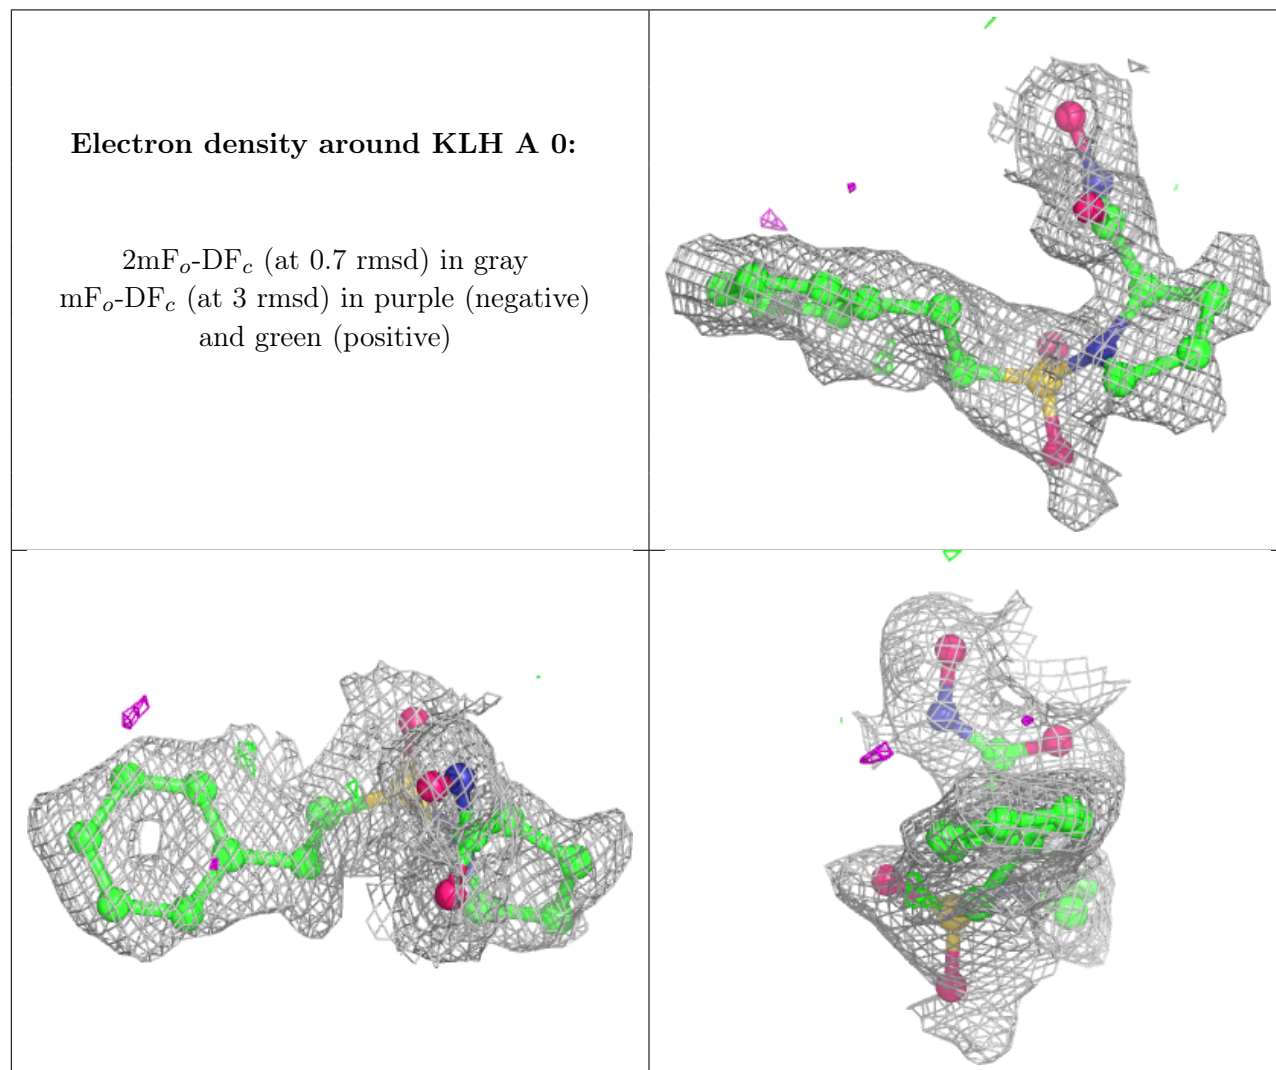 Electron density around KLH A 0:
2mFo-DFc (at 0.7 rmsd) in gray
mFo-DFc (at 3 rmsd) in purple (negative)
and green (positive)